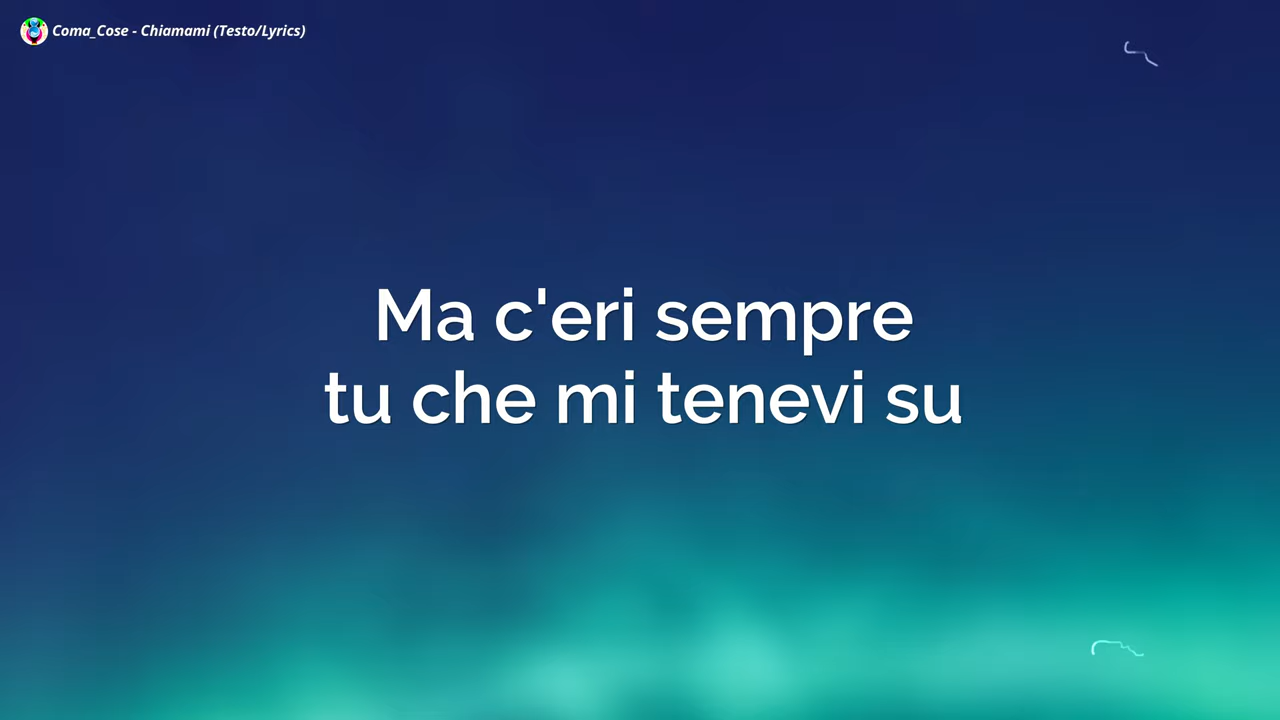 Coma_Cose - Chiamami (Testo/Lyrics)
Ma c'eri sempre
tu che mi tenevi su